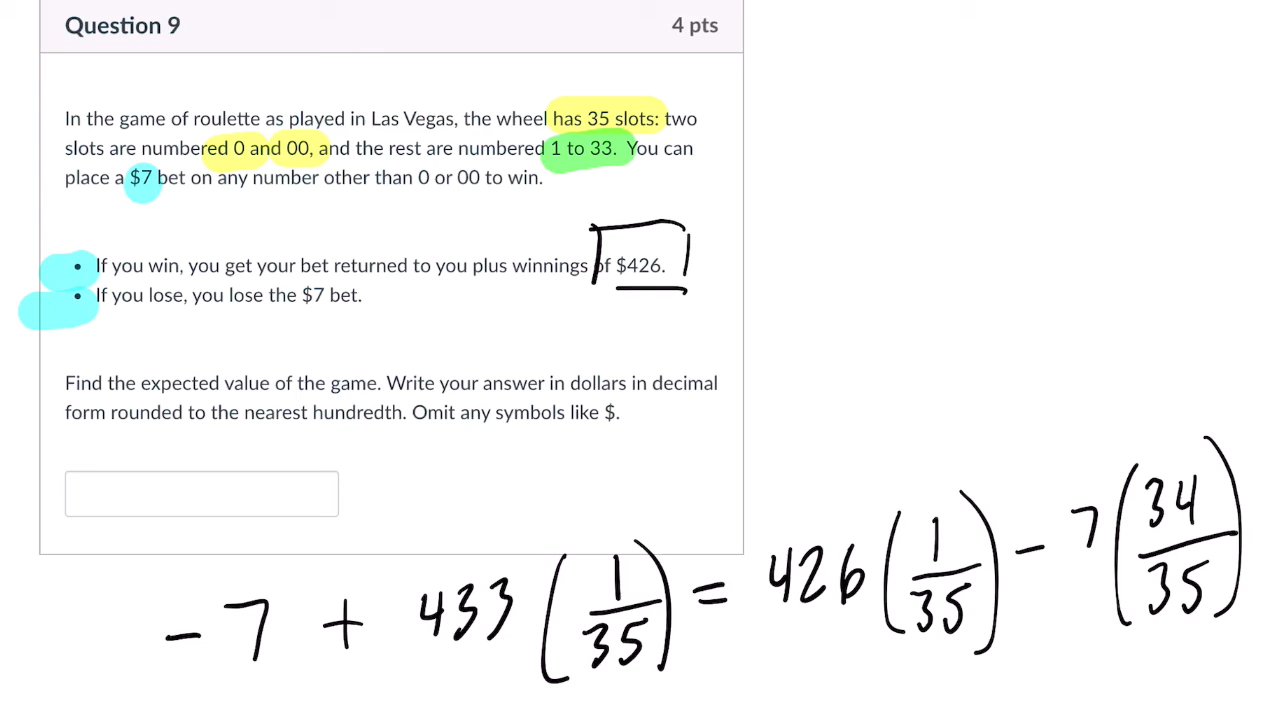 Question 9 4 pts
In the game of roulette as played in Las Vegas, the wheel has 35 slots: two
slots are numbered 0 and 00, and the rest are numbered 1 to 33. You can
place a $7 bet on any number other than 0 or 00 to win.
• If you win, you get your bet returned to you plus winnings of $426.
• If you lose, you lose the $7 bet.
Find the expected value of the game. Write your answer in dollars in decimal
form rounded to the nearest hundredth. Omit any symbols like $.
- 7 + 433 (1/35) = 426 (1/35) - 7 (34/35)